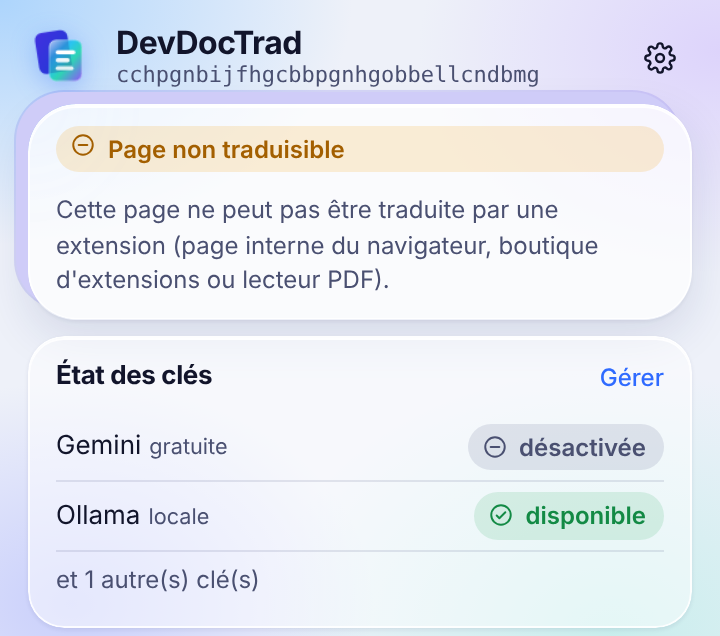 DevDocTrad
cchpgnbijfhgcbbpgnhgobbellcndbmg
Page non traduisible
Cette page ne peut pas être traduite par une
extension (page interne du navigateur, boutique
d'extensions ou lecteur PDF).
État des clés
Gérer
Gemini gratuite
désactivée
Ollama locale
disponible
et 1 autre(s) clé(s)